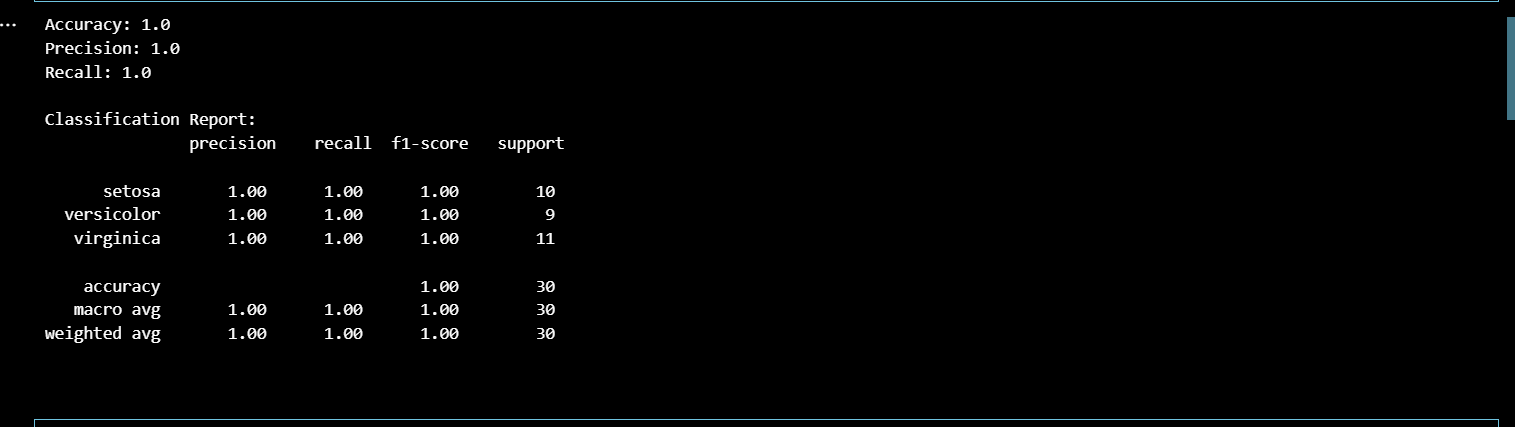 ...
Accuracy: 1.0
Precision: 1.0
Recall: 1.0
Classification Report:
precision recall f1-score support
setosa 1.00 1.00 1.00 10
versicolor 1.00 1.00 1.00 9
virginica 1.00 1.00 1.00 11
accuracy 1.00 30
macro avg 1.00 1.00 1.00 30
weighted avg 1.00 1.00 1.00 30